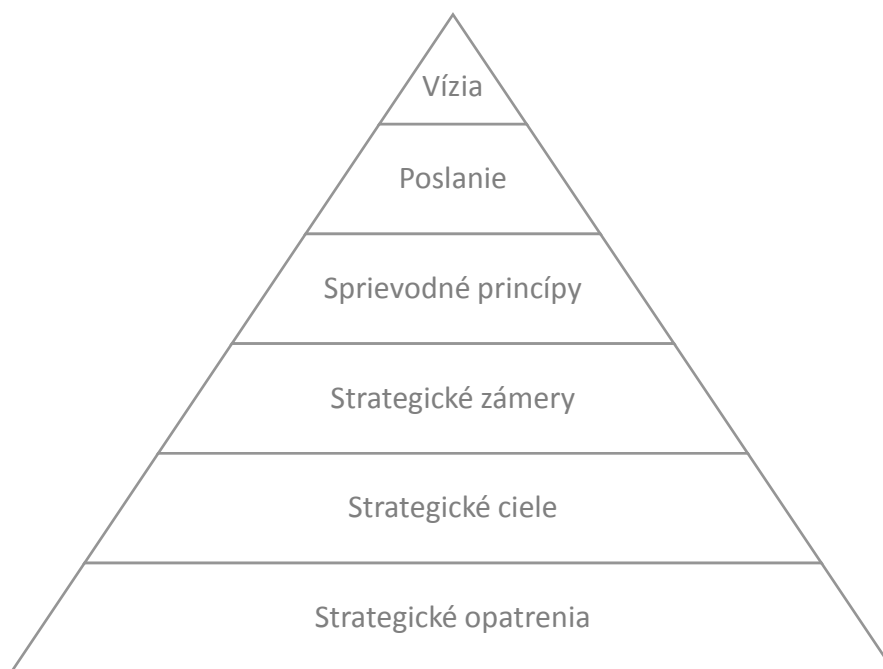 Vízia
Poslanie
Sprievodné princípy
Strategické zámery
Strategické ciele
Strategické opatrenia